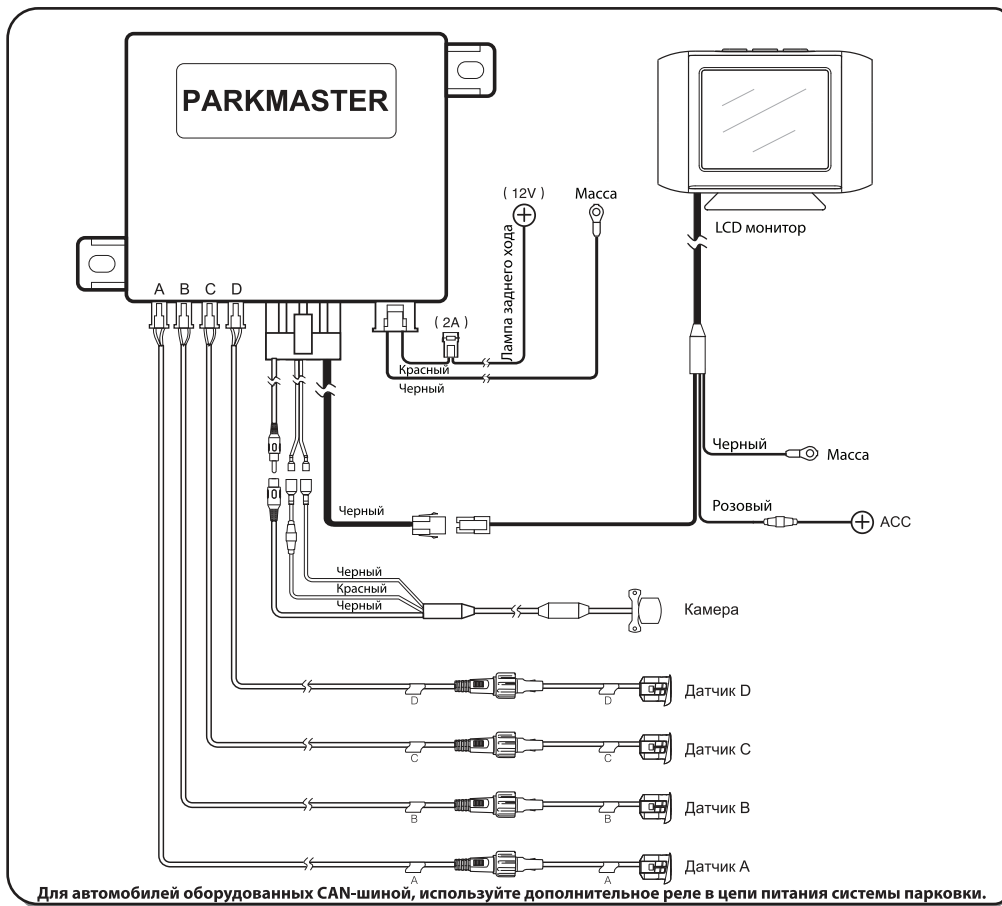 PARKMASTER
A B C D
( 12V )
Масса
Лампа заднего хода
( 2A )
Красный
Черный
LCD монитор
Черный
Масса
Розовый
ACC
Черный
Черный
Красный
Черный
Камера
D
D
Датчик D
C
C
Датчик C
B
B
Датчик B
A
A
Датчик A
Для автомобилей оборудованных CAN-шиной, используйте дополнительное реле в цепи питания системы парковки.